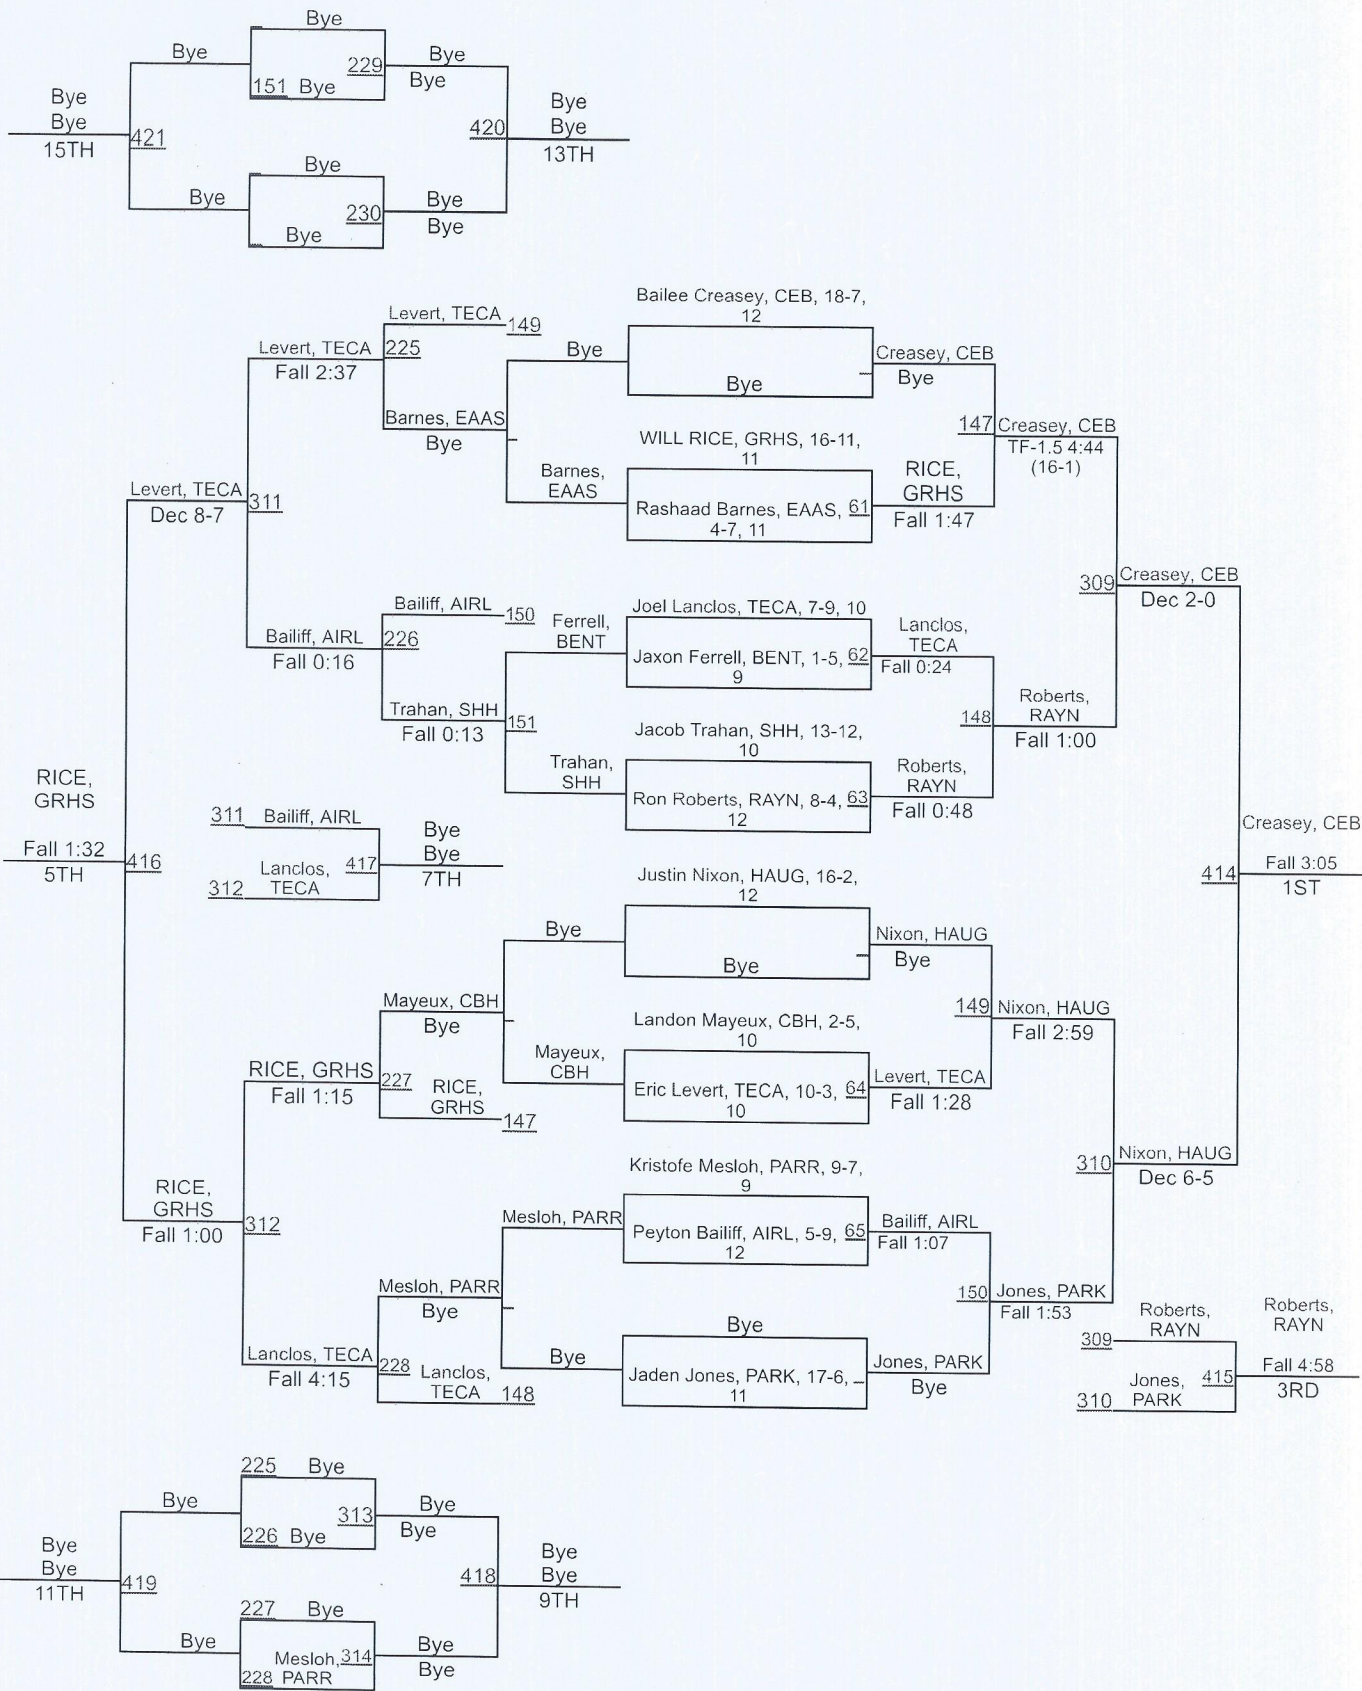 Bye
Bye
229
Bye
151 Bye
Bye
Bye
Bye
421
15TH
420
Bye
Bye
13TH
Bye
Bye
230
Bye
Bye
Bye
Bailee Creasey, CEB, 18-7,
12
Levert, TECA
149
Levert, TECA
225
Fall 2:37
Bye
Bye
Creasey, CEB
Bye
Barnes, EAAS
Bye
147
Creasey, CEB
TF-1.5 4:44
(16-1)
WILL RICE, GRHS, 16-11,
11
Barnes,
EAAS
Rashaad Barnes, EAAS,
61
4-7, 11
RICE,
GRHS
Fall 1:47
Levert, TECA
Dec 8-7
311
309
Creasey, CEB
Dec 2-0
Bailiff, AIRL
150
Bailiff, AIRL
226
Fall 0:16
Ferrell,
BENT
Joel Lanclos, TECA, 7-9, 10
Jaxon Ferrell, BENT, 1-5,
62
9
Lanclos,
TECA
Fall 0:24
Trahan, SHH
Fall 0:13
151
148
Roberts,
RAYN
Fall 1:00
Jacob Trahan, SHH, 13-12,
10
Trahan,
SHH
Ron Roberts, RAYN, 8-4,
63
12
Roberts,
RAYN
Fall 0:48
RICE,
GRHS
Fall 1:32
5TH
416
311
Bailiff, AIRL
Lanclos,
TECA
312
417
Bye
Bye
7TH
Creasey, CEB
414
Fall 3:05
1ST
Justin Nixon, HAUG, 16-2,
12
Bye
Bye
Nixon, HAUG
Bye
Mayeux, CBH
Bye
149
Nixon, HAUG
Fall 2:59
Landon Mayeux, CBH, 2-5,
10
Mayeux,
CBH
Eric Levert, TECA, 10-3,
64
10
Levert, TECA
Fall 1:28
RICE, GRHS
Fall 1:15
227
RICE,
GRHS
147
310
Nixon, HAUG
Dec 6-5
RICE,
GRHS
Fall 1:00
312
Kristofe Mesloh, PARR, 9-7,
9
Mesloh, PARR
Peyton Bailiff, AIRL, 5-9,
65
12
Bailiff, AIRL
Fall 1:07
Mesloh, PARR
Bye
150
Jones, PARK
Fall 1:53
Bye
Bye
Jaden Jones, PARK, 17-6,
11
Jones, PARK
Bye
Lanclos, TECA
Fall 4:15
228
Lanclos,
TECA
148
309
Roberts,
RAYN
Jones,
PARK
310
415
Roberts,
RAYN
Fall 4:58
3RD
225
Bye
Bye
313
226 Bye
Bye
Bye
Bye
Bye
419
11TH
418
Bye
Bye
9TH
227
Bye
Bye
Mesloh,
314
228 PARR
Bye
Bye